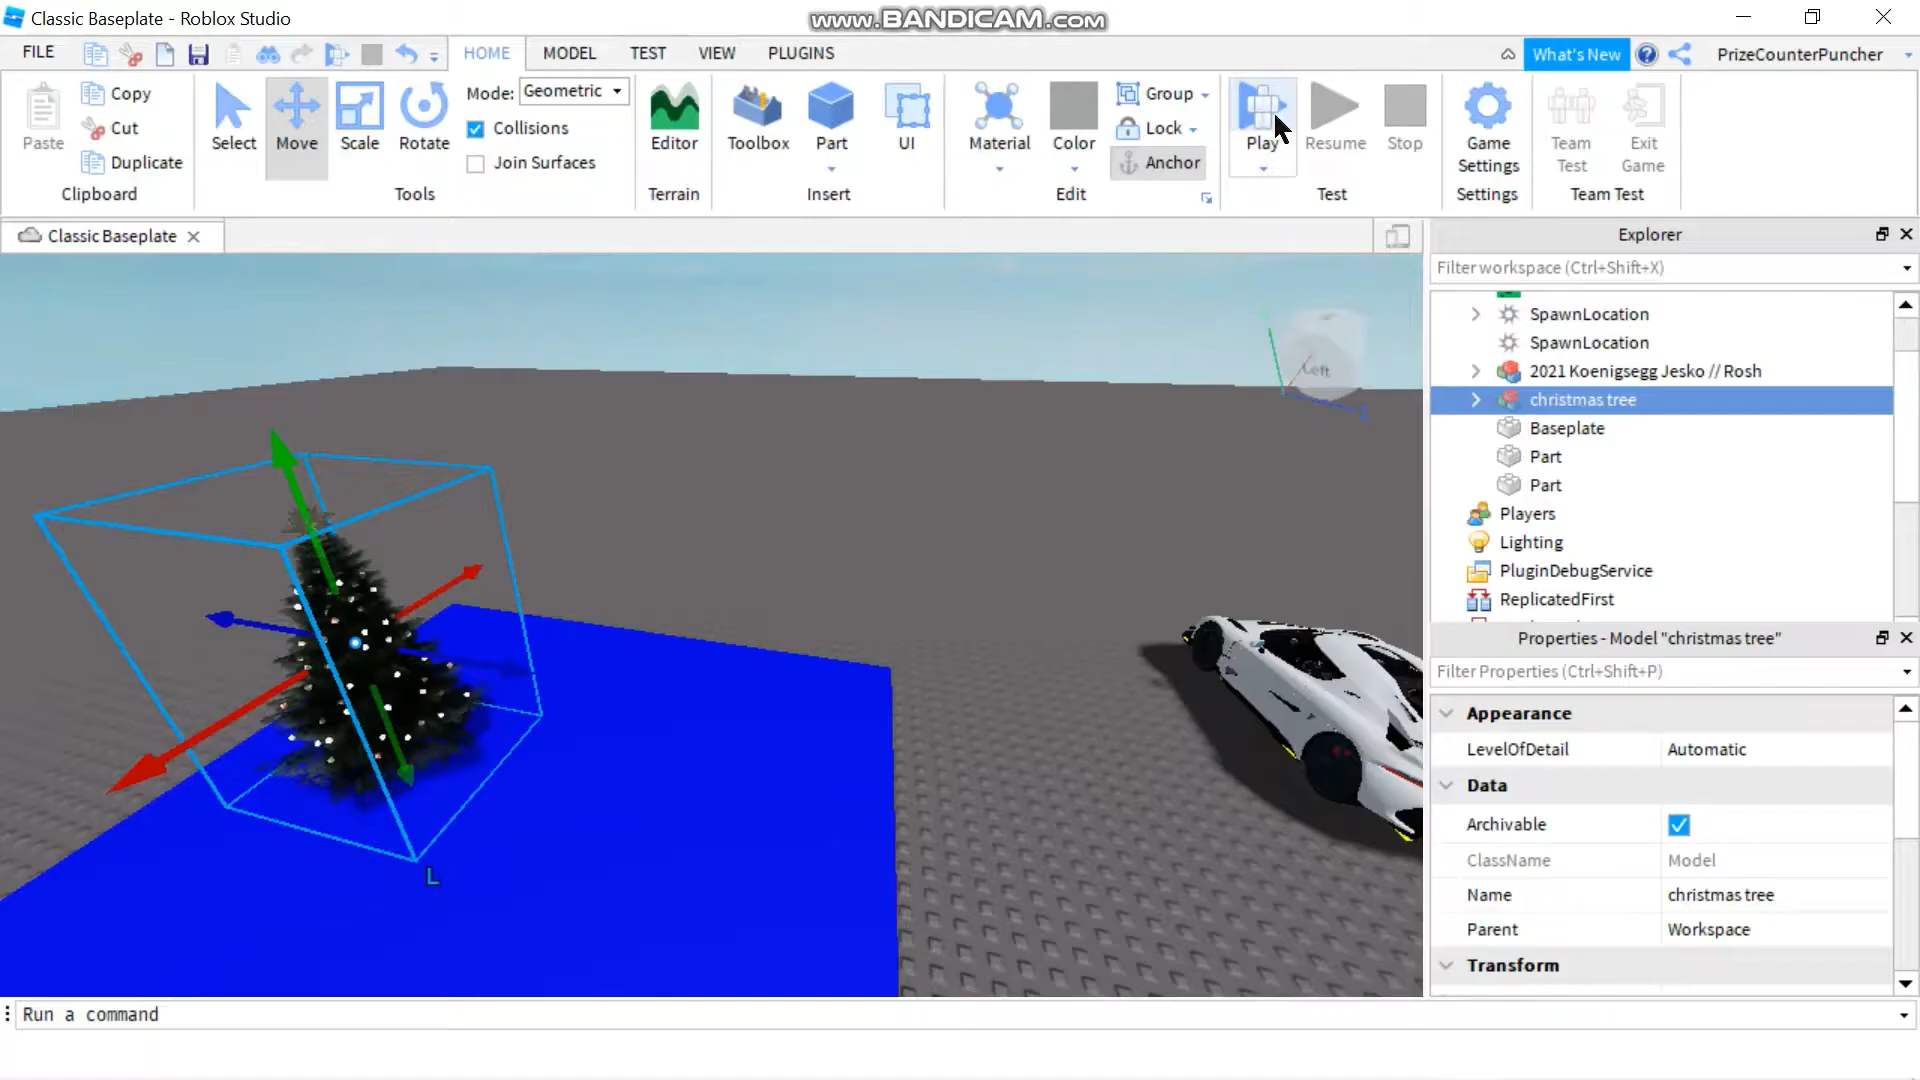 Classic Baseplate - Roblox Studio
www.BANDICAM.com
FILE
HOME
MODEL
TEST
VIEW
PLUGINS
What's New
PrizeCounterPuncher
Paste
Copy
Cut
Duplicate
Clipboard
Select
Move
Scale
Rotate
Mode:
Geometric
Collisions
Join Surfaces
Tools
Editor
Terrain
Toolbox
Part
UI
Insert
Material
Color
Group
Lock
Anchor
Edit
Play
Resume
Stop
Test
Game
Settings
Settings
Team
Test
Exit
Game
Team Test
Classic Baseplate
Left
Z
L
Explorer
Filter workspace (Ctrl+Shift+X)
SpawnLocation
SpawnLocation
2021 Koenigsegg Jesko // Rosh
christmas tree
Baseplate
Part
Part
Players
Lighting
PluginDebugService
ReplicatedFirst
Properties - Model "christmas tree"
Filter Properties (Ctrl+Shift+P)
Appearance
LevelOfDetail Automatic
Data
Archivable
ClassName Model
Name christmas tree
Parent Workspace
Transform
Run a command